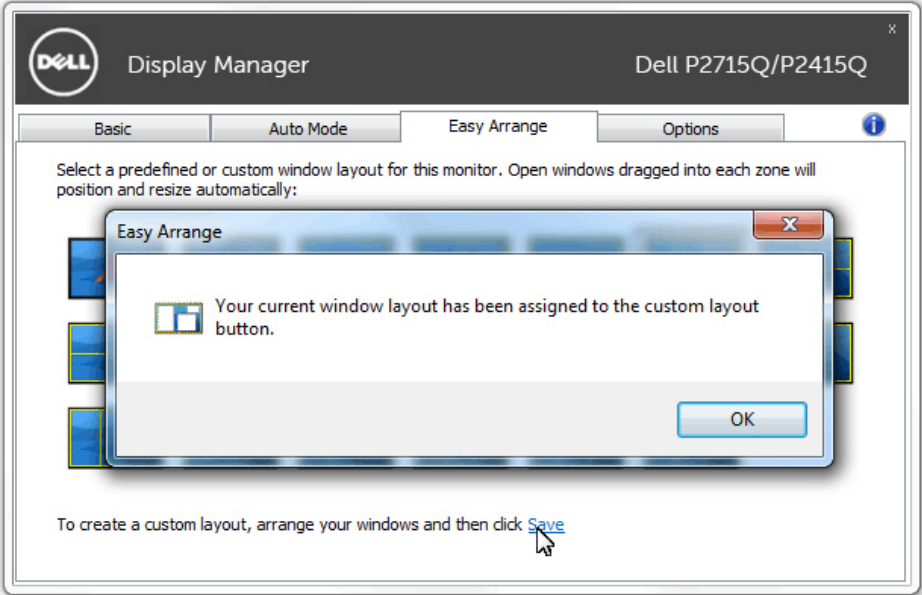 DELL
Display Manager
Dell P2715Q/P2415Q
x
Basic
Auto Mode
Easy Arrange
Options
i
Select a predefined or custom window layout for this monitor. Open windows dragged into each zone will
position and resize automatically:
Easy Arrange
x
Your current window layout has been assigned to the custom layout
button.
OK
To create a custom layout, arrange your windows and then click Save